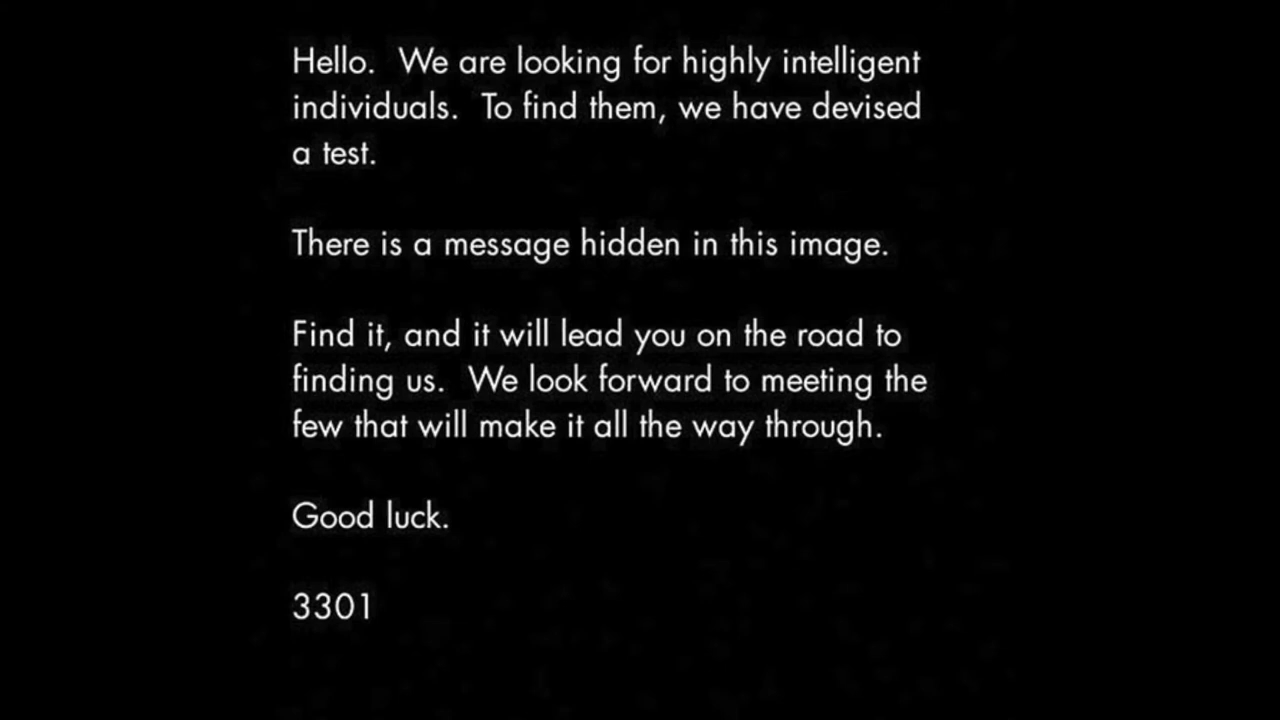 Hello.  We are looking for highly intelligent
individuals.  To find them, we have devised
a test.
There is a message hidden in this image.
Find it, and it will lead you on the road to
finding us.  We look forward to meeting the
few that will make it all the way through.
Good luck.
3301